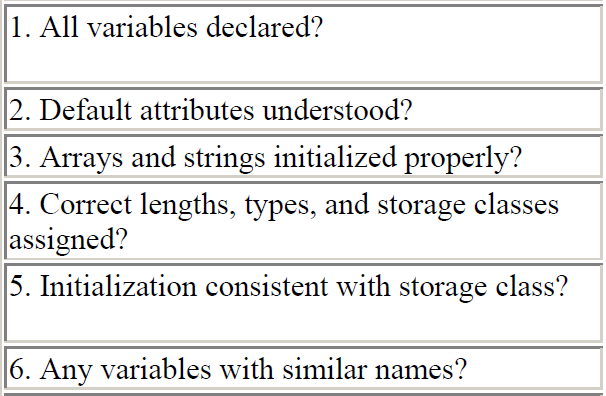 1. All variables declared?
2. Default attributes understood?
3. Arrays and strings initialized properly?
4. Correct lengths, types, and storage classes
assigned?
5. Initialization consistent with storage class?
6. Any variables with similar names?